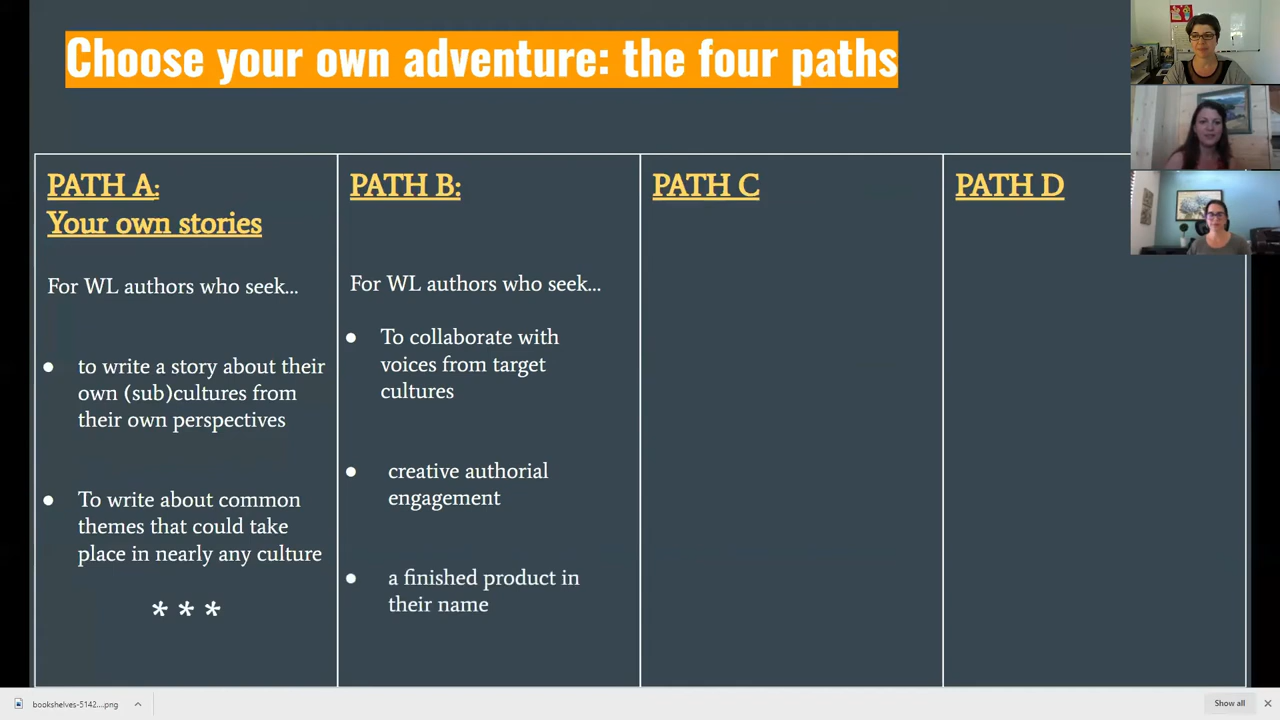 Choose your own adventure: the four paths
PATH A:
Your own stories
For WL authors who seek...
● to write a story about their
own (sub)cultures from
their own perspectives
● To write about common
themes that could take
place in nearly any culture
* * *
PATH B:
For WL authors who seek...
● To collaborate with
voices from target
cultures
● creative authorial
engagement
● a finished product in
their name
PATH C
PATH D
bookshelves-5142....png
Show all